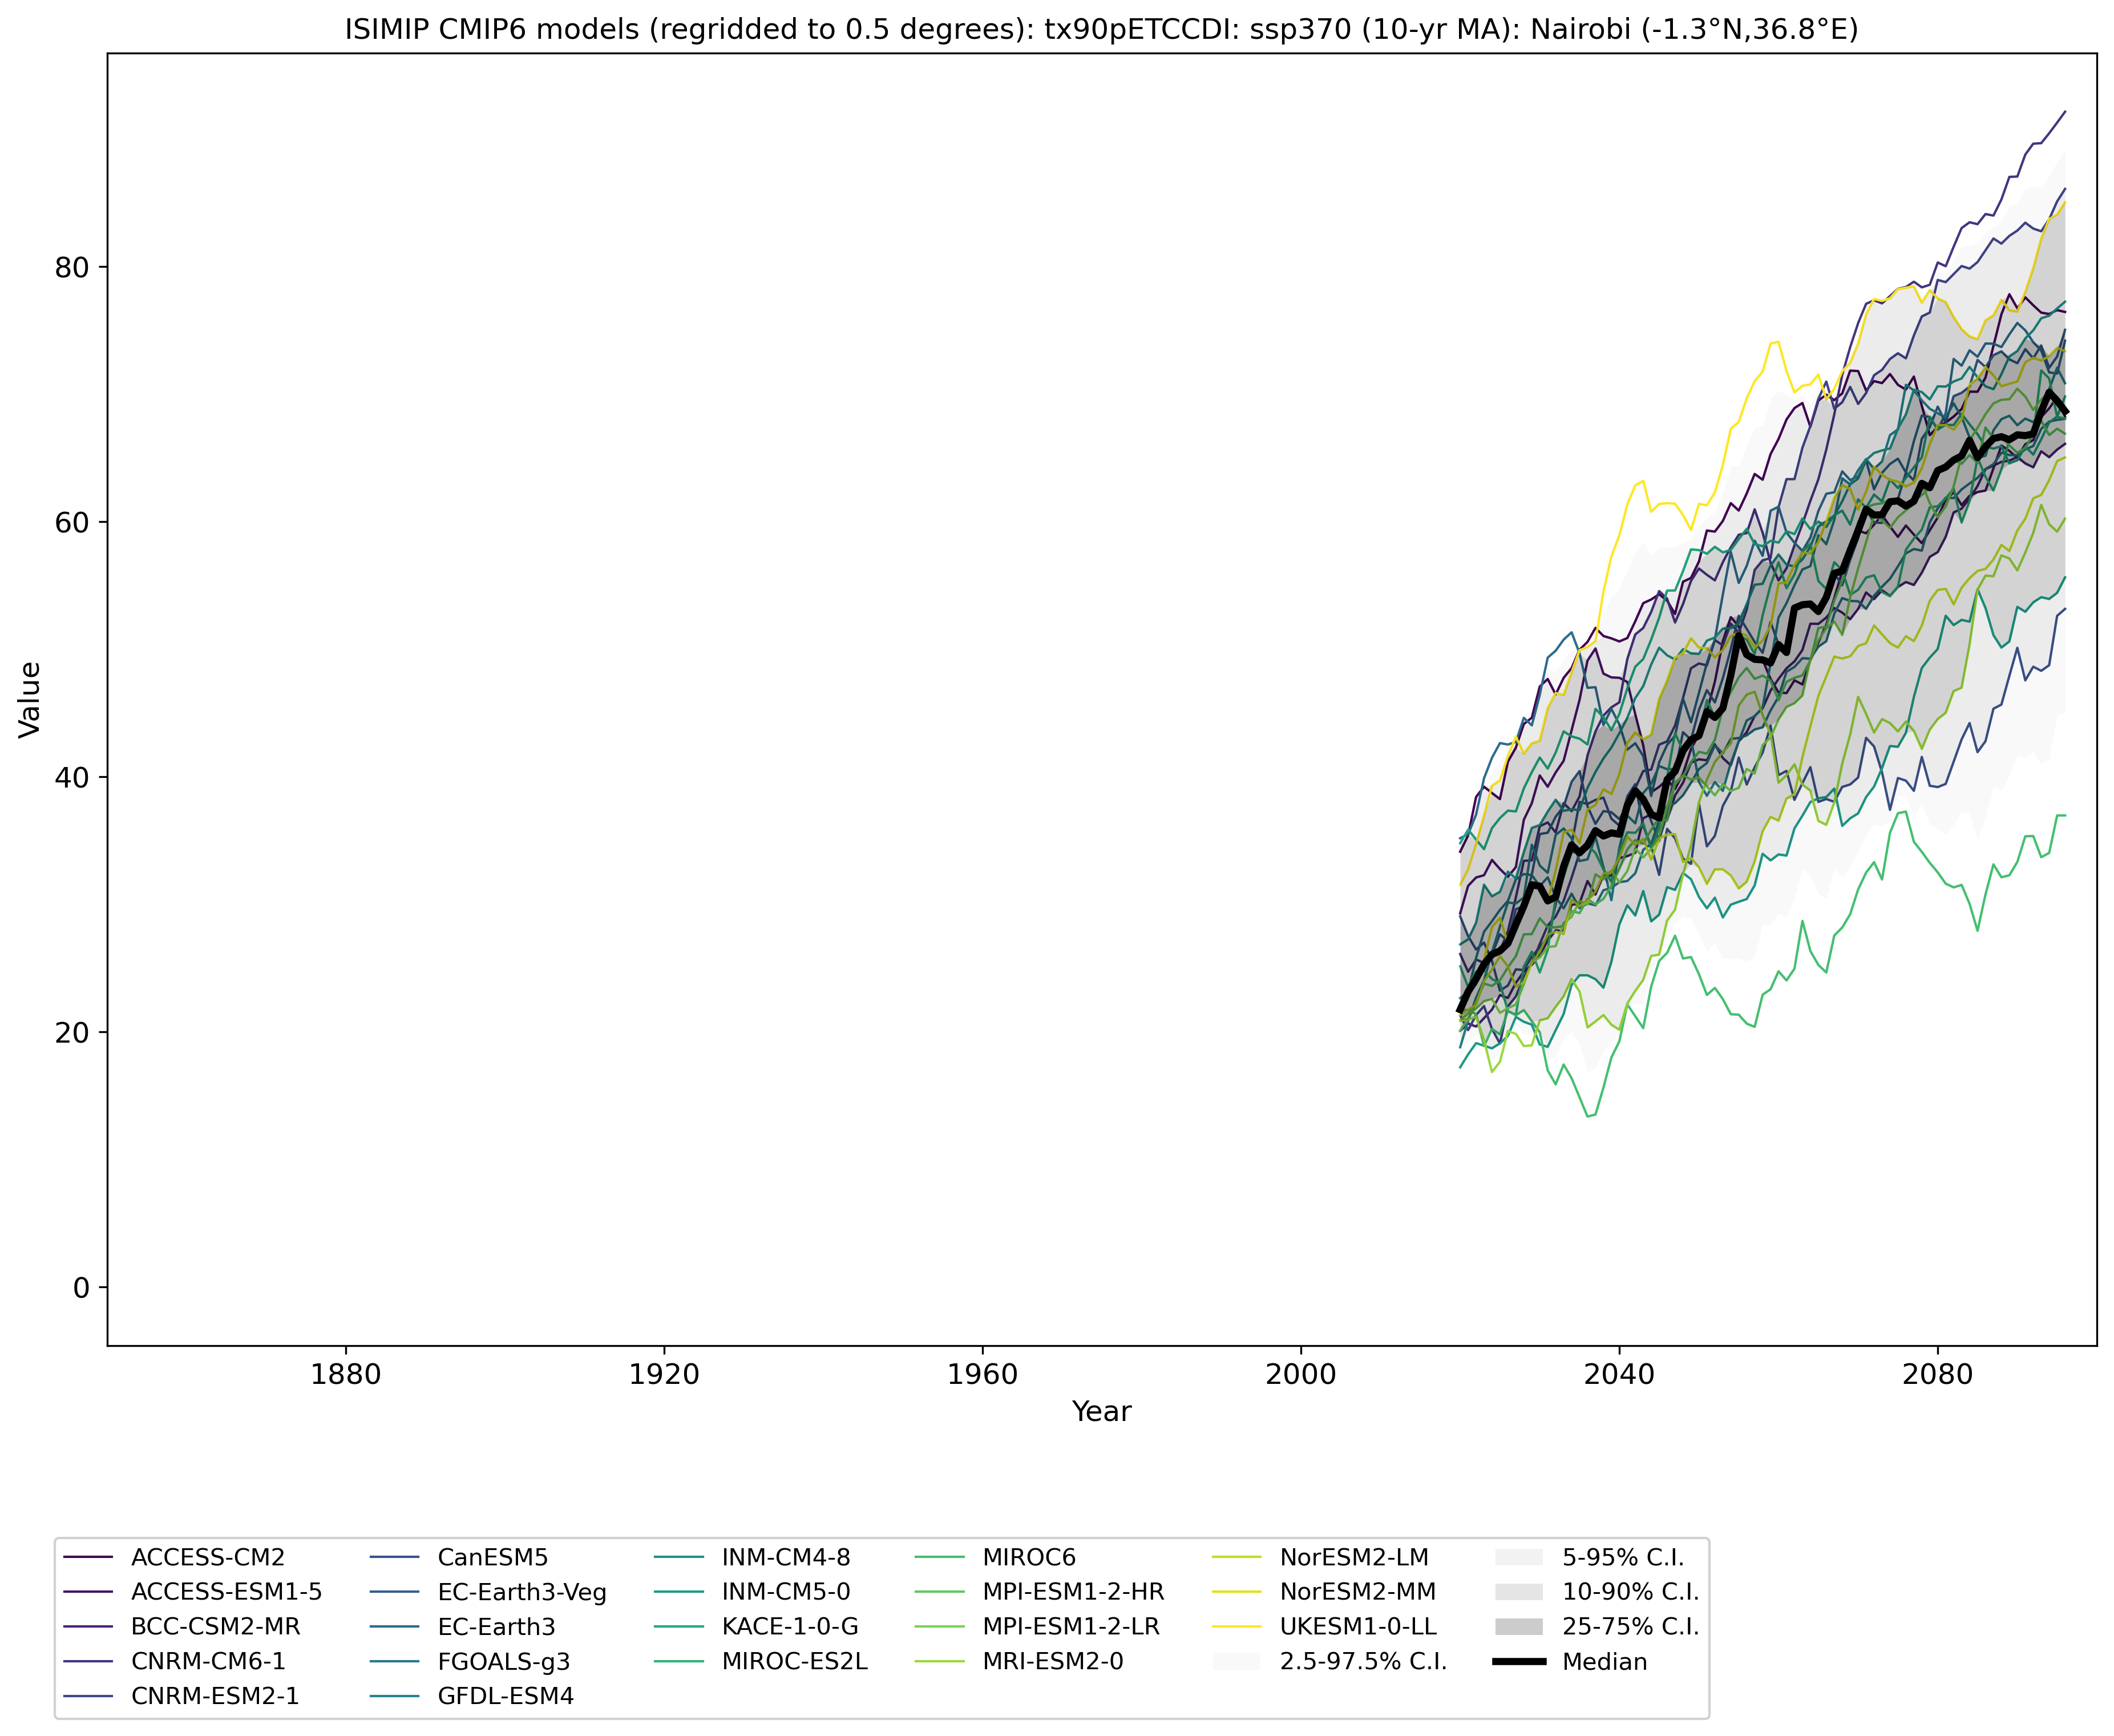 ISIMIP CMIP6 models (regridded to 0.5 degrees): tx90pETCCDI: ssp370 (10-yr MA): Nairobi (-1.3°N,36.8°E)
80
60
40
20
0
Value
1880 1920 1960 2000 2040 2080
Year
ACCESS-CM2 CanESM5 INM-CM4-8 MIROC6 NorESM2-LM 5-95% C.I.
ACCESS-ESM1-5 EC-Earth3-Veg INM-CM5-0 MPI-ESM1-2-HR NorESM2-MM 10-90% C.I.
BCC-CSM2-MR EC-Earth3 KACE-1-0-G MPI-ESM1-2-LR UKESM1-0-LL 25-75% C.I.
CNRM-CM6-1 FGOALS-g3 MIROC-ES2L MRI-ESM2-0 2.5-97.5% C.I. Median
CNRM-ESM2-1 GFDL-ESM4